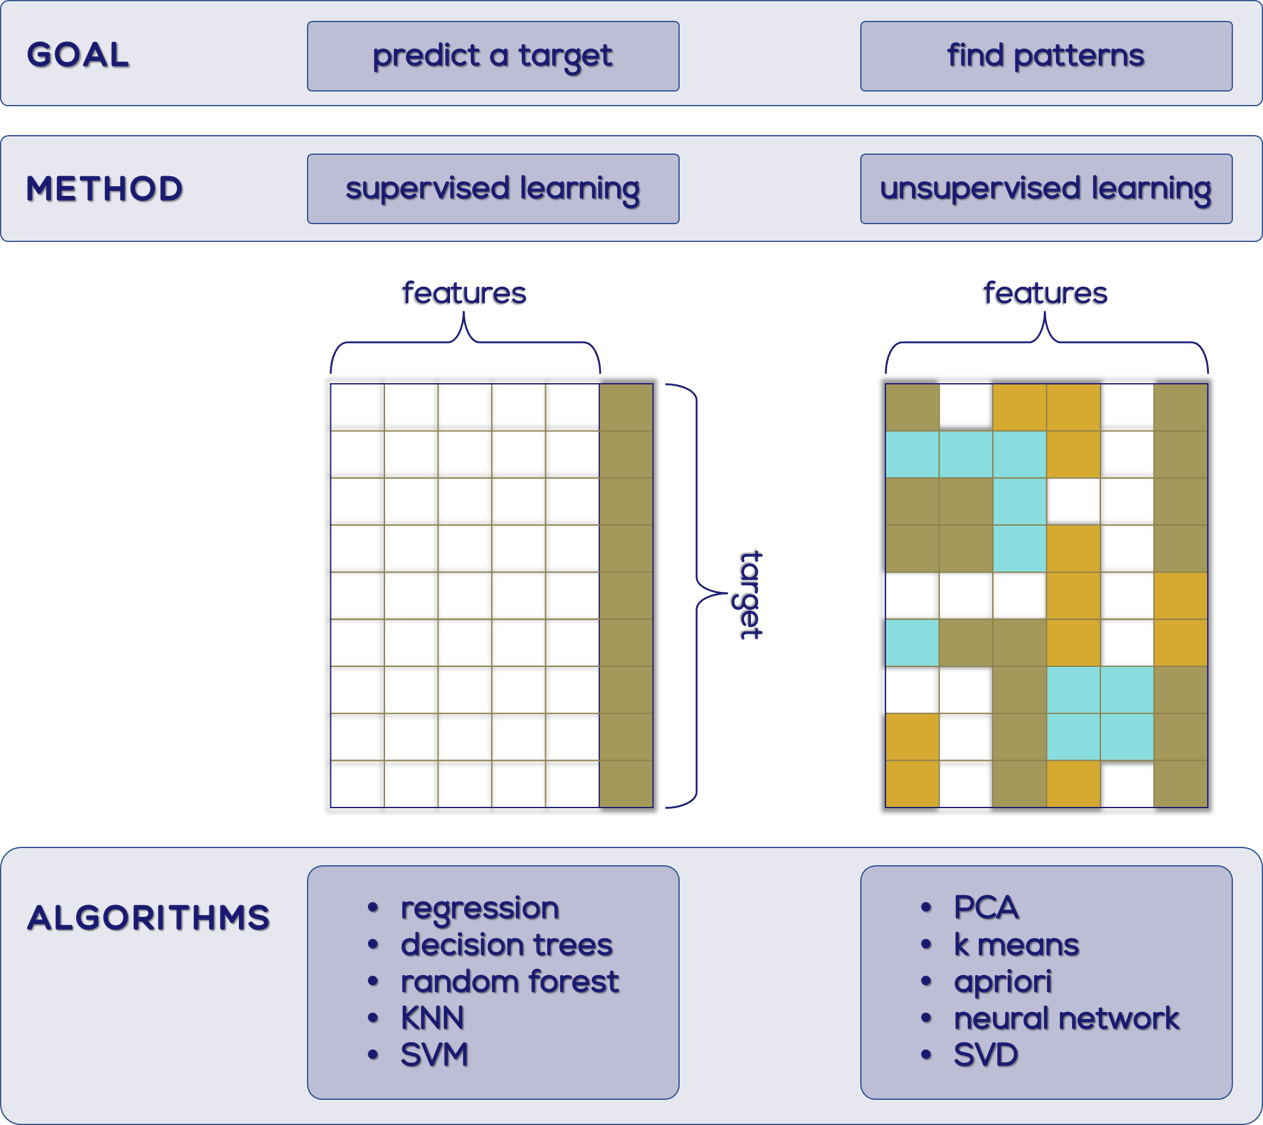 GOAL
predict a target
find patterns
METHOD
supervised learning
unsupervised learning
features
features
target
ALGORITHMS
• regression
• decision trees
• random forest
• KNN
• SVM
• PCA
• k means
• apriori
• neural network
• SVD